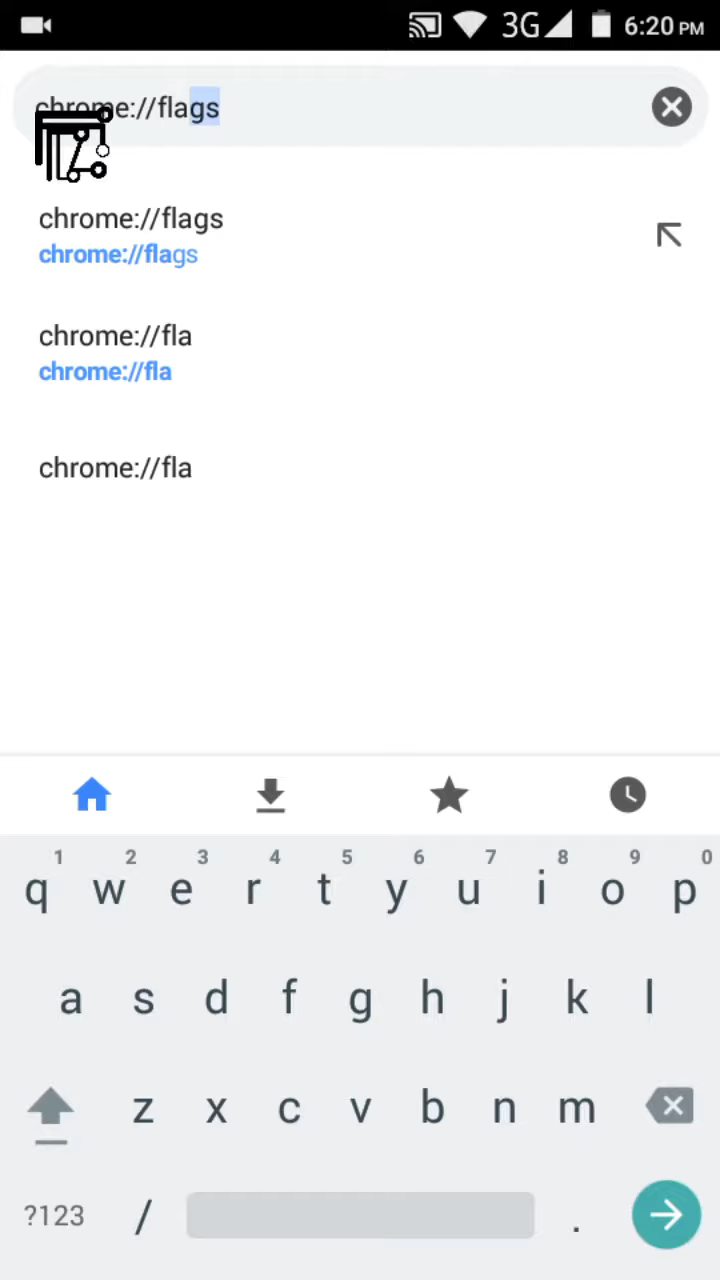 3G 6:20 PM
chrome://flags
chrome://flags
chrome://flags
chrome://fla
chrome://fla
chrome://fla
1 2 3 4 5 6 7 8 9 0
q w e r t y u i o p
a s d f g h j k l
z x c v b n m
?123 / .